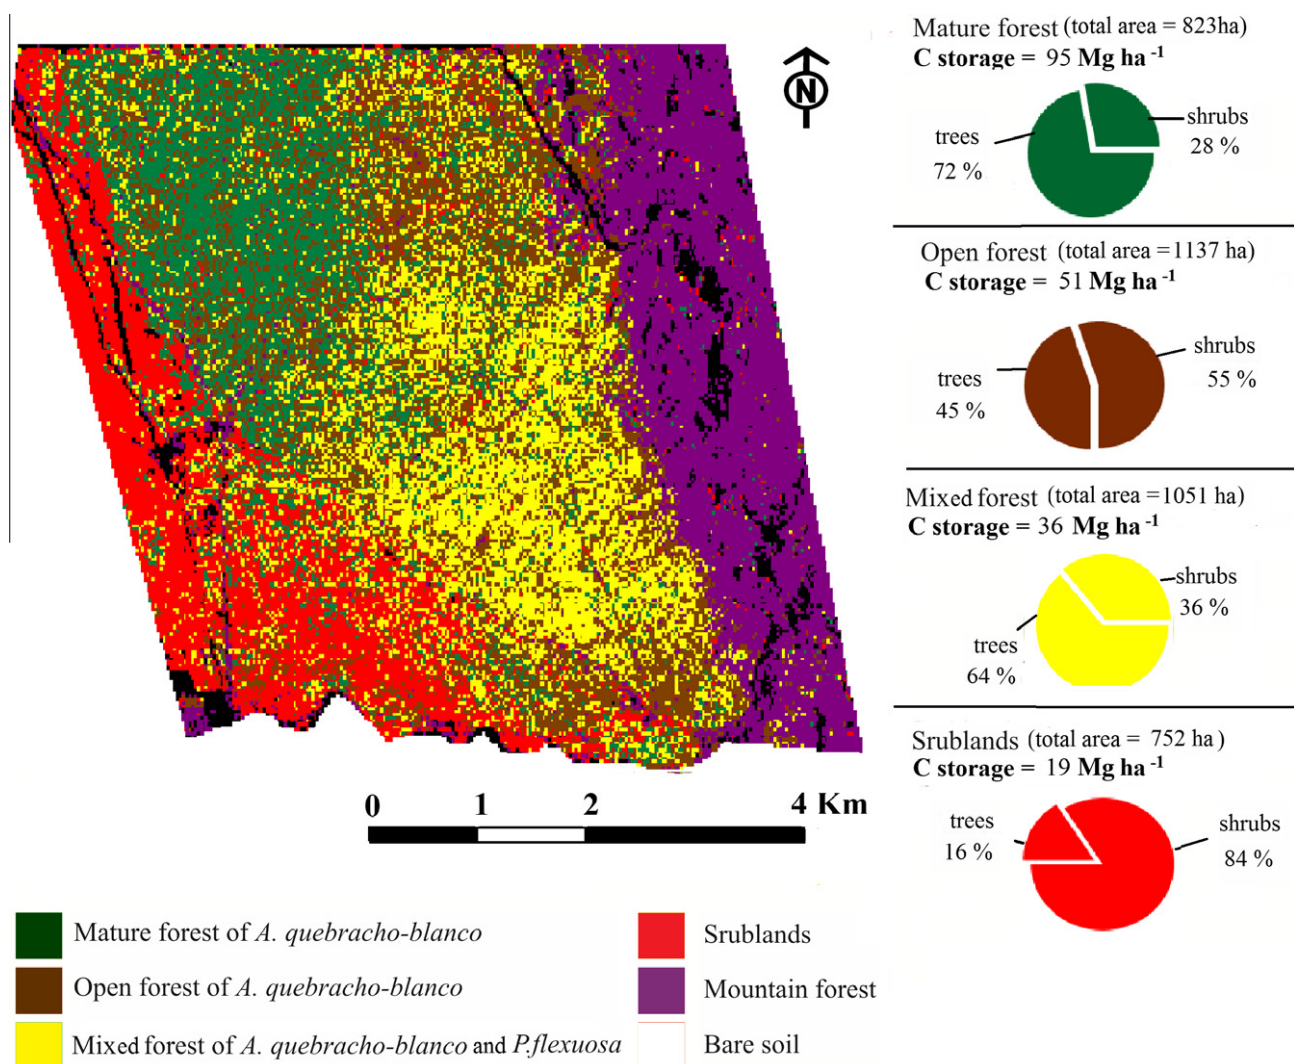 N
Mature forest (total area = 823ha)
C storage = 95 Mg ha -1
trees
72 %
shrubs
28 %
Open forest (total area =1137 ha)
C storage = 51 Mg ha -1
trees
45 %
shrubs
55 %
Mixed forest (total area =1051 ha)
C storage = 36 Mg ha -1
shrubs
36 %
trees
64 %
Srublands (total area = 752 ha)
C storage = 19 Mg ha -1
trees
16 %
shrubs
84 %
0 1 2 4 Km
Mature forest of A. quebracho-blanco
Open forest of A. quebracho-blanco
Mixed forest of A. quebracho-blanco and P.flexuosa
Srublands
Mountain forest
Bare soil